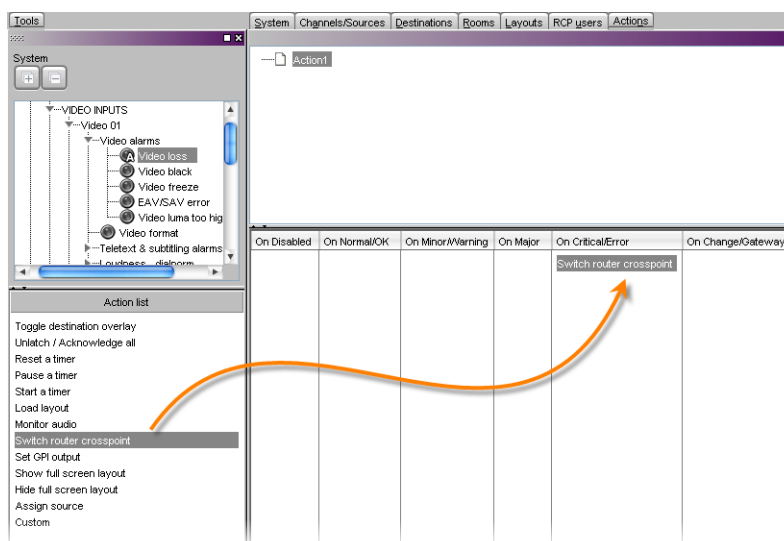 Tools
System Channels/Sources Destinations Rooms Layouts RCP users Actions
System
Action1
VIDEO INPUTS
Video 01
Video alarms
Video loss
Video black
Video freeze
EAV/SAV error
Video luma too hig
Video format
Teletext & subtitling alarms
Loudness - dialnorm
On Disabled On Normal/OK On Minor/Warning On Major On Critical/Error On Change/Gateway
Switch router crosspoint
Action list
Toggle destination overlay
Unlatch / Acknowledge all
Reset a timer
Pause a timer
Start a timer
Load layout
Monitor audio
Switch router crosspoint
Set GPI output
Show full screen layout
Hide full screen layout
Assign source
Custom